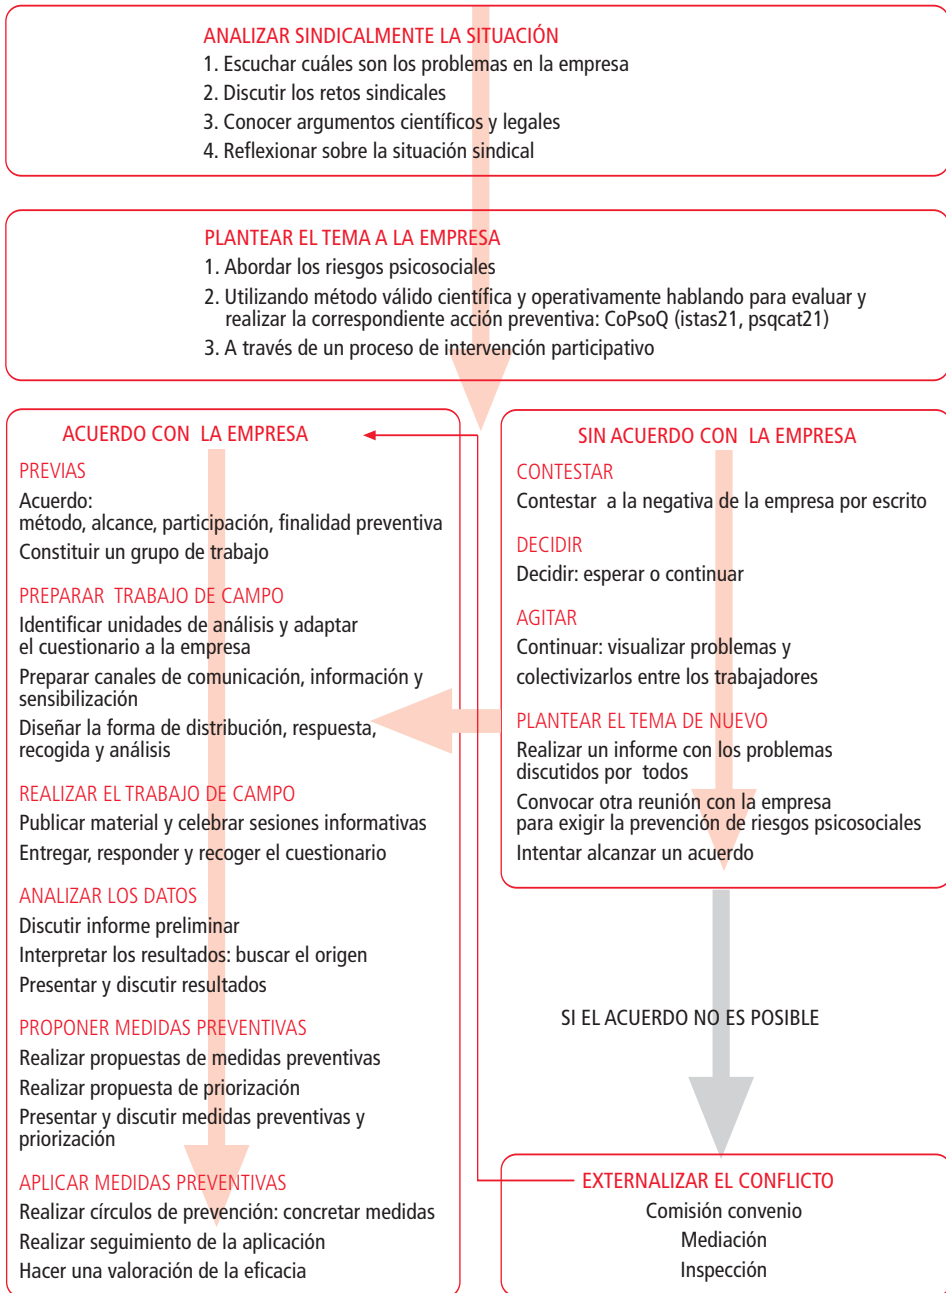 ANALIZAR SINDICALMENTE LA SITUACIÓN
1. Escuchar cuáles son los problemas en la empresa
2. Discutir los retos sindicales
3. Conocer argumentos científicos y legales
4. Reflexionar sobre la situación sindical
PLANTEAR EL TEMA A LA EMPRESA
1. Abordar los riesgos psicosociales
2. Utilizando método válido científica y operativamente hablando para evaluar y
realizar la correspondiente acción preventiva: CoPsoQ (istas21, psqcat21)
3. A través de un proceso de intervención participativo
ACUERDO CON LA EMPRESA
PREVIAS
Acuerdo:
método, alcance, participación, finalidad preventiva
Constituir un grupo de trabajo
PREPARAR TRABAJO DE CAMPO
Identificar unidades de análisis y adaptar
el cuestionario a la empresa
Preparar canales de comunicación, información y
sensibilización
Diseñar la forma de distribución, respuesta,
recogida y análisis
REALIZAR EL TRABAJO DE CAMPO
Publicar material y celebrar sesiones informativas
Entregar, responder y recoger el cuestionario
ANALIZAR LOS DATOS
Discutir informe preliminar
Interpretar los resultados: buscar el origen
Presentar y discutir resultados
PROPONER MEDIDAS PREVENTIVAS
Realizar propuestas de medidas preventivas
Realizar propuesta de priorización
Presentar y discutir medidas preventivas y
priorización
APLICAR MEDIDAS PREVENTIVAS
Realizar círculos de prevención: concretar medidas
Realizar seguimiento de la aplicación
Hacer una valoración de la eficacia
SIN ACUERDO CON LA EMPRESA
CONTESTAR
Contestar a la negativa de la empresa por escrito
DECIDIR
Decidir: esperar o continuar
AGITAR
Continuar: visualizar problemas y
colectivizarlos entre los trabajadores
PLANTEAR EL TEMA DE NUEVO
Realizar un informe con los problemas
discutidos por todos
Convocar otra reunión con la empresa
para exigir la prevención de riesgos psicosociales
Intentar alcanzar un acuerdo
SI EL ACUERDO NO ES POSIBLE
EXTERNALIZAR EL CONFLICTO
Comisión convenio
Mediación
Inspección